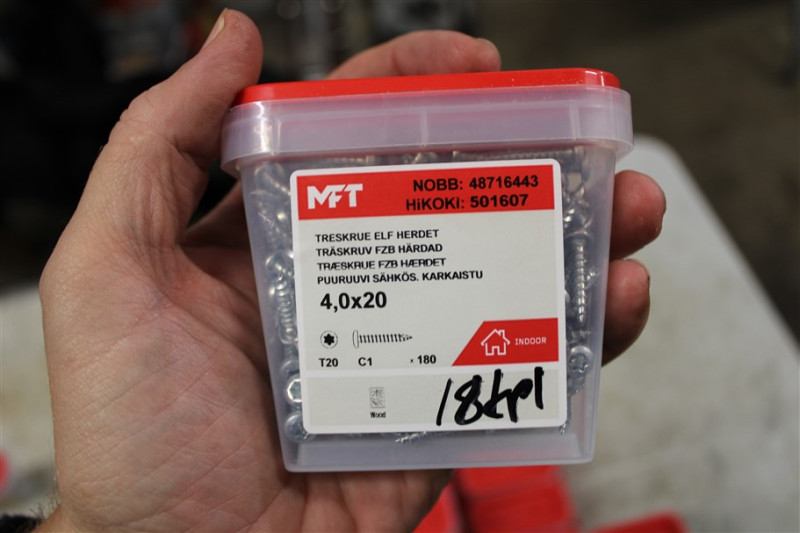 MFT
NOBB: 48716443
HiKOKI: 501607
TRESKRUE ELF HERDET
TRÄSKRUV FZB HÄRDAD
TRÆSKRUE FZB HÆRDET
PUURUUVI SÄHKÖS. KARKAISTU
4,0x20
T20 C1 x 180
INDOOR
Wood